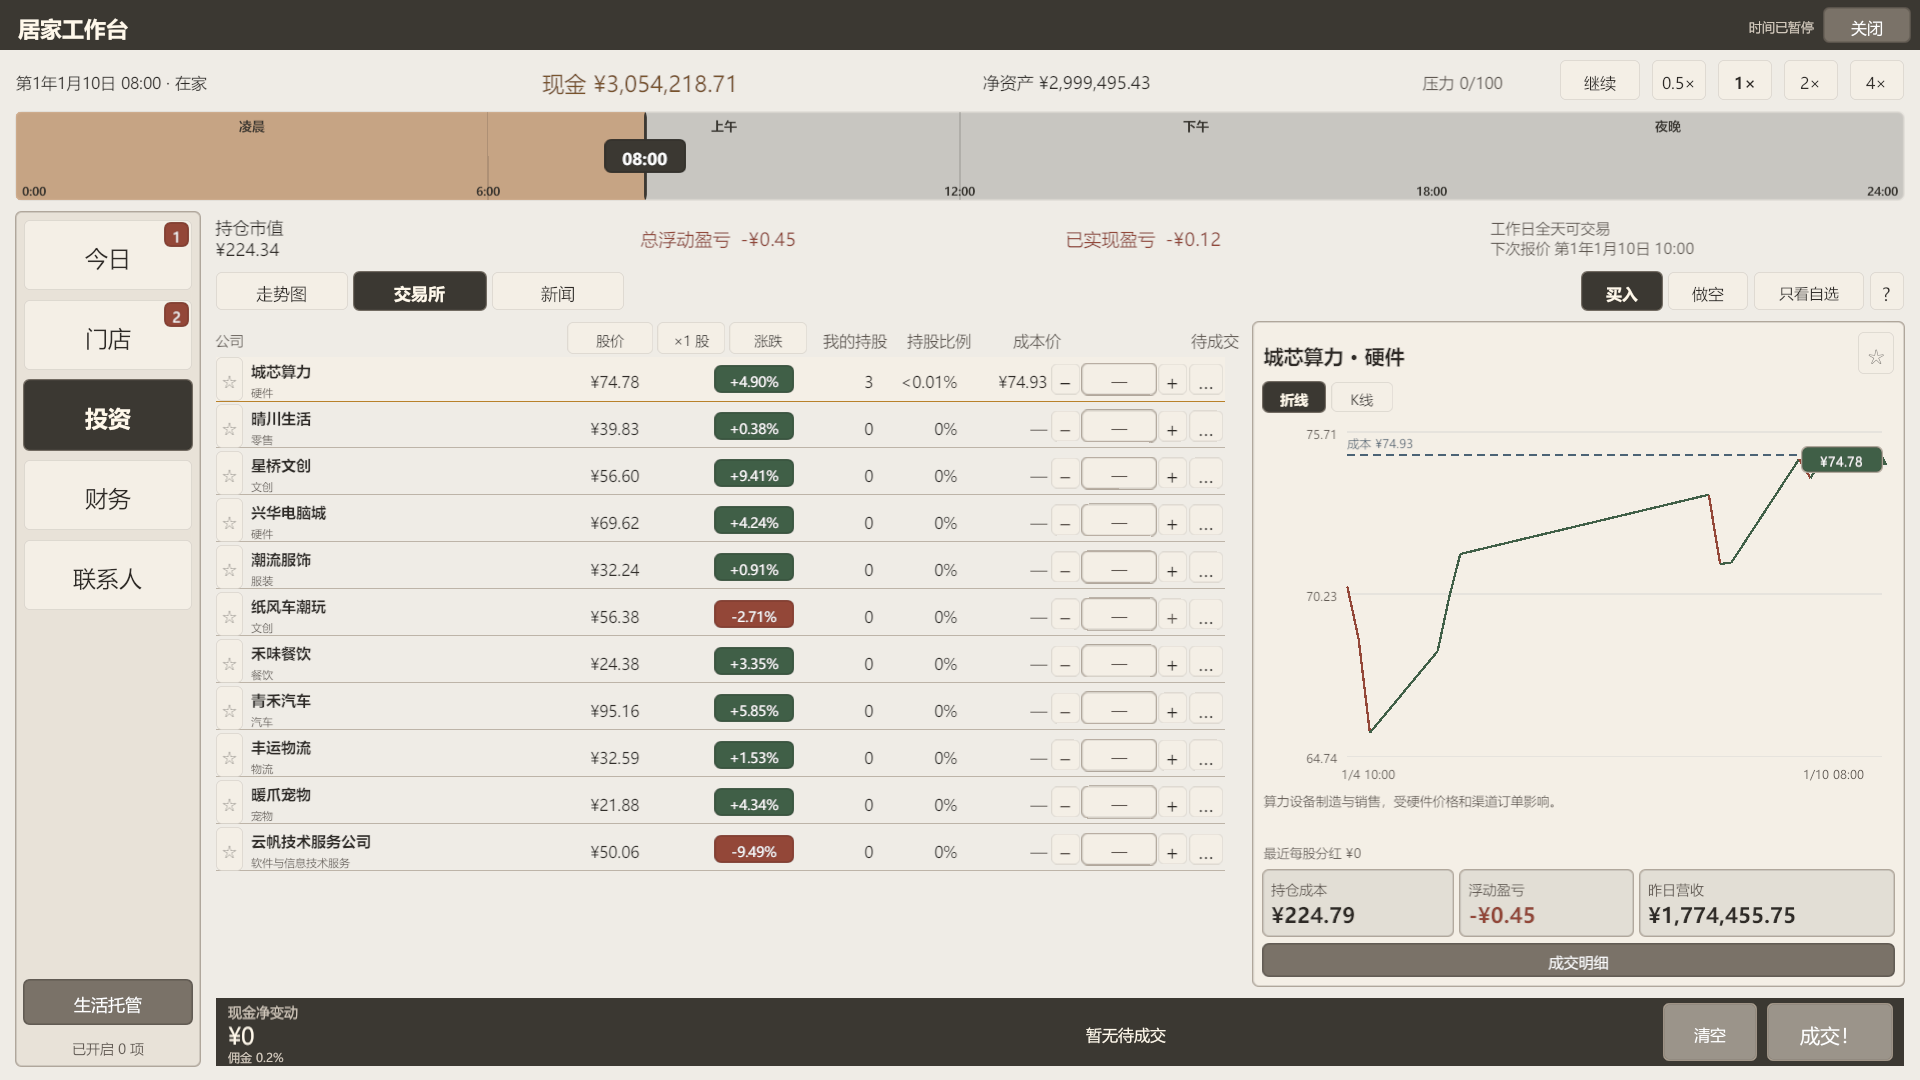 居家工作台
时间已暂停
关闭
第1年1月10日 08:00 · 在家
现金 ¥3,054,218.71
净资产 ¥2,999,495.43
压力 0/100
继续
0.5×
1×
2×
4×
凌晨
上午
下午
夜晚
08:00
0:00
6:00
12:00
18:00
24:00
今日
1
门店
2
投资
财务
联系人
生活托管
已开启 0 项
持仓市值
¥224.34
总浮动盈亏 -¥0.45
已实现盈亏 -¥0.12
工作日全天可交易
下次报价 第1年1月10日 10:00
走势图
交易所
新闻
买入
做空
只看自选
?
公司
股价
×1 股
涨跌
我的持股
持股比例
成本价
待成交
☆ 城芯算力 ¥74.78 +4.90% 3 <0.01% ¥74.93 – — + ...
硬件
☆ 晴川生活 ¥39.83 +0.38% 0 0% — – — + ...
零售
☆ 星桥文创 ¥56.60 +9.41% 0 0% — – — + ...
文创
☆ 兴华电脑城 ¥69.62 +4.24% 0 0% — – — + ...
硬件
☆ 潮流服饰 ¥32.24 +0.91% 0 0% — – — + ...
服装
☆ 纸风车潮玩 ¥56.38 -2.71% 0 0% — – — + ...
文创
☆ 禾味餐饮 ¥24.38 +3.35% 0 0% — – — + ...
餐饮
☆ 青禾汽车 ¥95.16 +5.85% 0 0% — – — + ...
汽车
☆ 丰运物流 ¥32.59 +1.53% 0 0% — – — + ...
物流
☆ 暖爪宠物 ¥21.88 +4.34% 0 0% — – — + ...
宠物
☆ 云帆技术服务公司 ¥50.06 -9.49% 0 0% — – — + ...
软件与信息技术服务
城芯算力 • 硬件
☆
折线
K线
75.71
成本 ¥74.93
¥74.78
70.23
64.74
1/4 10:00
1/10 08:00
算力设备制造与销售，受硬件价格和渠道订单影响。
最近每股分红 ¥0
持仓成本
¥224.79
浮动盈亏
-¥0.45
昨日营收
¥1,774,455.75
成交明细
现金净变动
¥0
佣金 0.2%
暂无待成交
清空
成交!